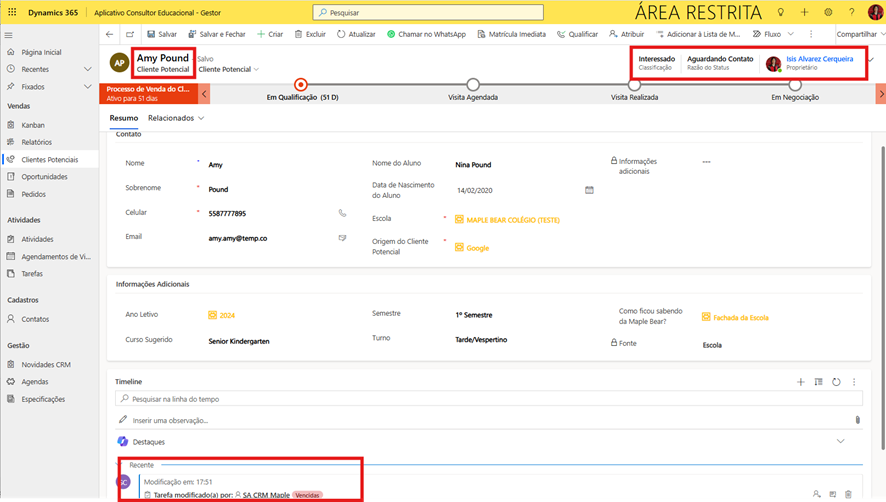 Dynamics 365
Aplicativo Consultor Educacional - Gestor
Pesquisar
ÁREA RESTRITA
Salvar
Salvar e Fechar
Criar
Excluir
Atualizar
Chamar no WhatsApp
Matrícula Imediata
Qualificar
Atribuir
Adicionar à Lista de M...
Fluxo
Compartilhar
Página Inicial
Recentes
Fixados
Vendas
Kanban
Relatórios
Clientes Potenciais
Oportunidades
Pedidos
Atividades
Atividades
Agendamentos de Vi...
Tarefas
Cadastros
Contatos
Gestão
Novidades CRM
Agendas
Especificações
AP
Amy Pound
- Salvo
Cliente Potencial
Cliente Potencial
Interessado
Classificação
Aguardando Contato
Razão do Status
Isis Alvarez Cerqueira
Proprietário
Processo de Venda do Cl...
Ativo para 51 dias
Em Qualificação (51 D)
Visita Agendada
Visita Realizada
Em Negociação
Resumo
Relacionados
Contato
Nome * Amy
Sobrenome * Pound
Celular * 5587777895
Email amy.amy@temp.co
Nome do Aluno Nina Pound
Data de Nascimento
do Aluno
14/02/2020
Escola * MAPLE BEAR COLÉGIO (TESTE)
Origem do Cliente
Potencial
* Google
Informações
adicionais
---
Informações Adicionais
Ano Letivo 2024
Curso Sugerido Senior Kindergarten
Semestre 1º Semestre
Turno Tarde/Vespertino
Como ficou sabendo
da Maple Bear?
Fachada da Escola
Fonte Escola
Timeline
Pesquisar na linha do tempo
Inserir uma observação...
Destaques
Recente
SC
Modificação em: 17:51
Tarefa modificado(a) por: SA CRM Maple Vencidas